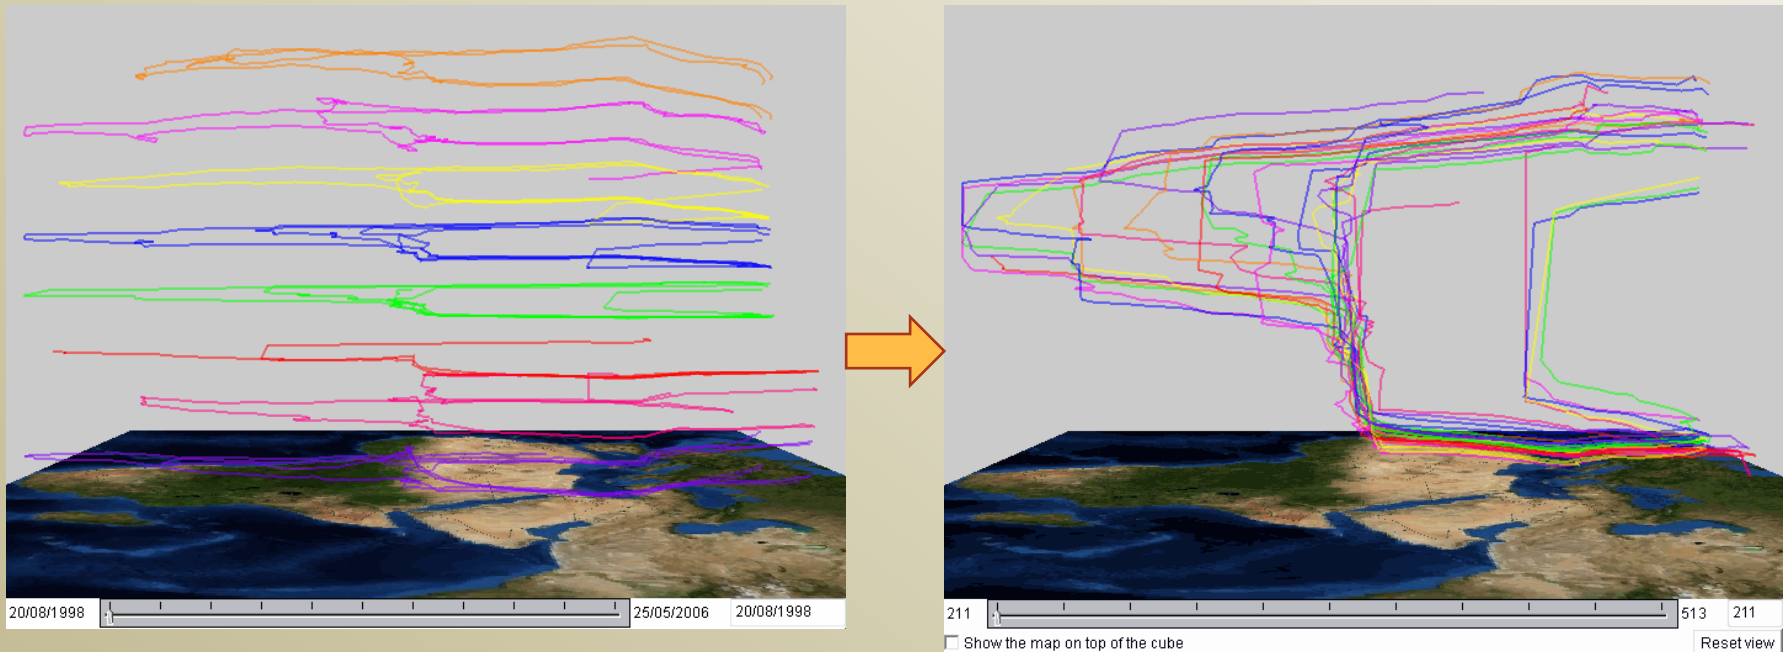 20/08/1998 25/05/2006 20/08/1998
211 513 211
Show the map on top of the cube Reset view